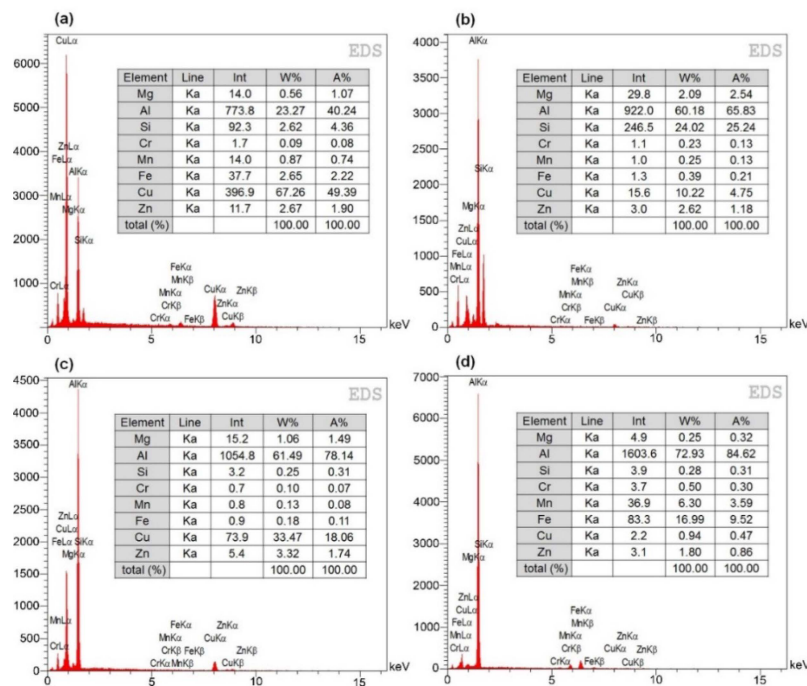 (a)
EDS
CuLα
ZnLα
FeLα
AlKα
MnLα
MgKα
SiKα
CrLα
Element Line Int W% A%
Mg Ka 14.0 0.56 1.07
Al Ka 773.8 23.27 40.24
Si Ka 92.3 2.62 4.36
Cr Ka 1.7 0.09 0.08
Mn Ka 14.0 0.87 0.74
Fe Ka 37.7 2.65 2.22
Cu Ka 396.9 67.26 49.39
Zn Ka 11.7 2.67 1.90
total (%) 100.00 100.00
FeKα
MnKβ
MnKα CuKα ZnKβ
CrKβ ZnKα
CrKα FeKβ CuKβ
6000
5000
4000
3000
2000
1000
0
0 5 10 15 keV
(b)
EDS
AlKα
SiKα
MgKα
ZnLα
CuLα
FeLα
MnLα
CrLα
Element Line Int W% A%
Mg Ka 29.8 2.09 2.54
Al Ka 922.0 60.18 65.83
Si Ka 246.5 24.02 25.24
Cr Ka 1.1 0.23 0.13
Mn Ka 1.0 0.25 0.13
Fe Ka 1.3 0.39 0.21
Cu Ka 15.6 10.22 4.75
Zn Ka 3.0 2.62 1.18
total (%) 100.00 100.00
FeKα
MnKβ ZnKα
MnKα CuKβ
CrKβ CuKα ZnKβ
CrKα FeKβ
4000
3500
3000
2500
2000
1500
1000
500
0
0 5 10 15 keV
(c)
EDS
AlKα
ZnLα
CuLα
FeLα SiKα
MgKα
MnLα
CrLα
Element Line Int W% A%
Mg Ka 15.2 1.06 1.49
Al Ka 1054.8 61.49 78.14
Si Ka 3.2 0.25 0.31
Cr Ka 0.7 0.10 0.07
Mn Ka 0.8 0.13 0.08
Fe Ka 0.9 0.18 0.11
Cu Ka 73.9 33.47 18.06
Zn Ka 5.4 3.32 1.74
total (%) 100.00 100.00
FeKα ZnKα
MnKα CuKα
CrKβ FeKβ ZnKβ
CrKα MnKβ CuKβ
4500
4000
3500
3000
2500
2000
1500
1000
500
0
0 5 10 15 keV
(d)
EDS
AlKα
SiKα
MgKα
ZnLα
CuLα
FeLα
MnLα
CrLα
Element Line Int W% A%
Mg Ka 4.9 0.25 0.32
Al Ka 1603.6 72.93 84.62
Si Ka 3.9 0.28 0.31
Cr Ka 3.7 0.50 0.30
Mn Ka 36.9 6.30 3.59
Fe Ka 83.3 16.99 9.52
Cu Ka 2.2 0.94 0.47
Zn Ka 3.1 1.80 0.86
total (%) 100.00 100.00
FeKα
MnKβ ZnKα
MnKα CuKα
CrKβ ZnKβ
CrKα FeKβ CuKβ
7000
6000
5000
4000
3000
2000
1000
0
0 5 10 15 keV